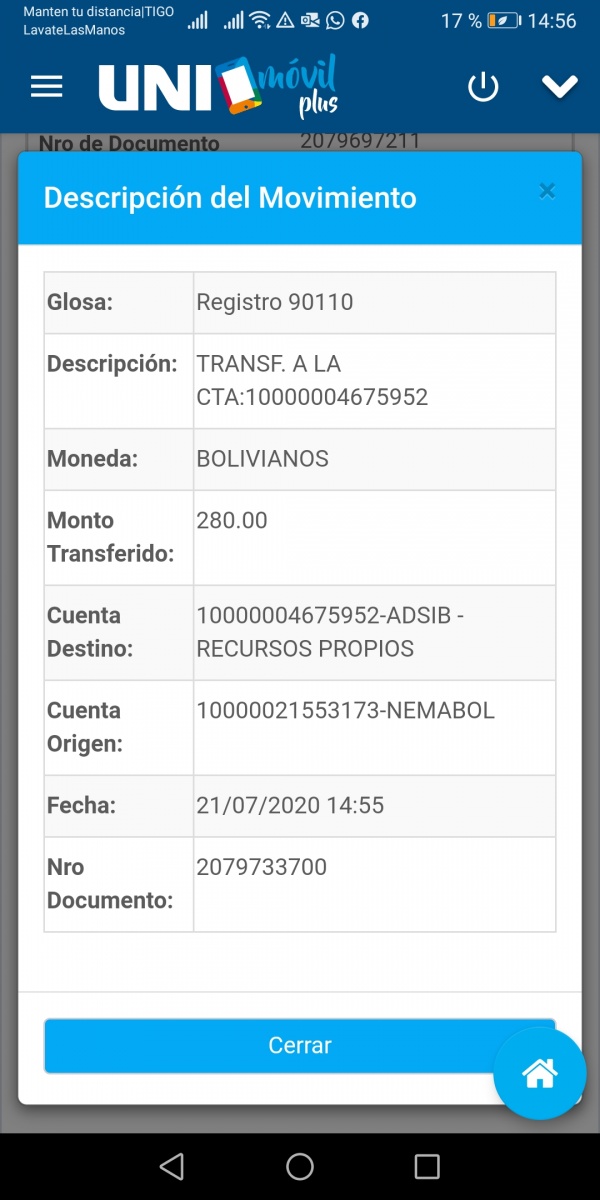 Manten tu distancia|TIGO
LavateLasManos
17 % 14:56
UNI móvil plus
Nro de Documento 2079697211
Descripción del Movimiento ×
Glosa: Registro 90110
Descripción: TRANSF. A LA
CTA:10000004675952
Moneda: BOLIVIANOS
Monto 280.00
Transferido:
Cuenta 10000004675952-ADSIB -
Destino: RECURSOS PROPIOS
Cuenta 10000021553173-NEMABOL
Origen:
Fecha: 21/07/2020 14:55
Nro 2079733700
Documento:
Cerrar